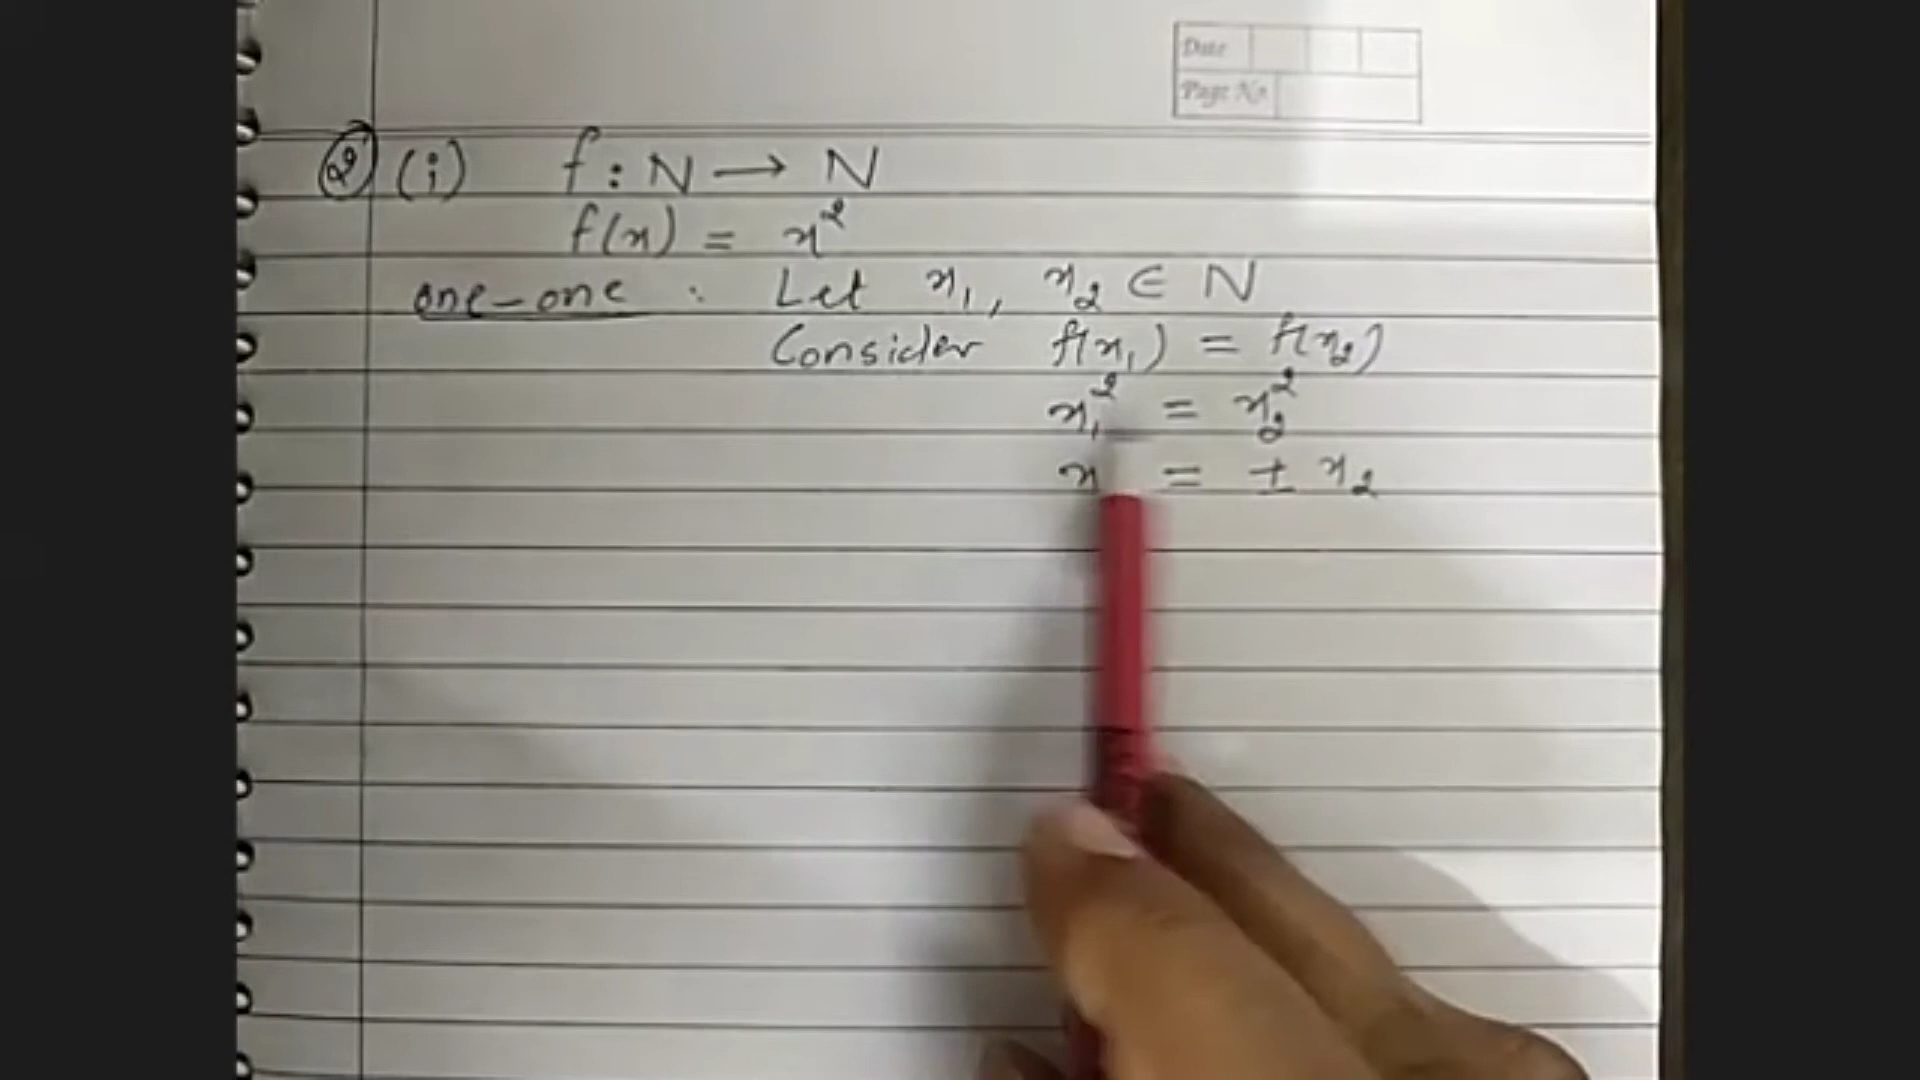 Date
Page No.
② (i) f : N → N
f(x) = x²
one-one : Let x₁, x₂ ∈ N
Consider f(x₁) = f(x₂)
x₁² = x₂²
x = ± x₂